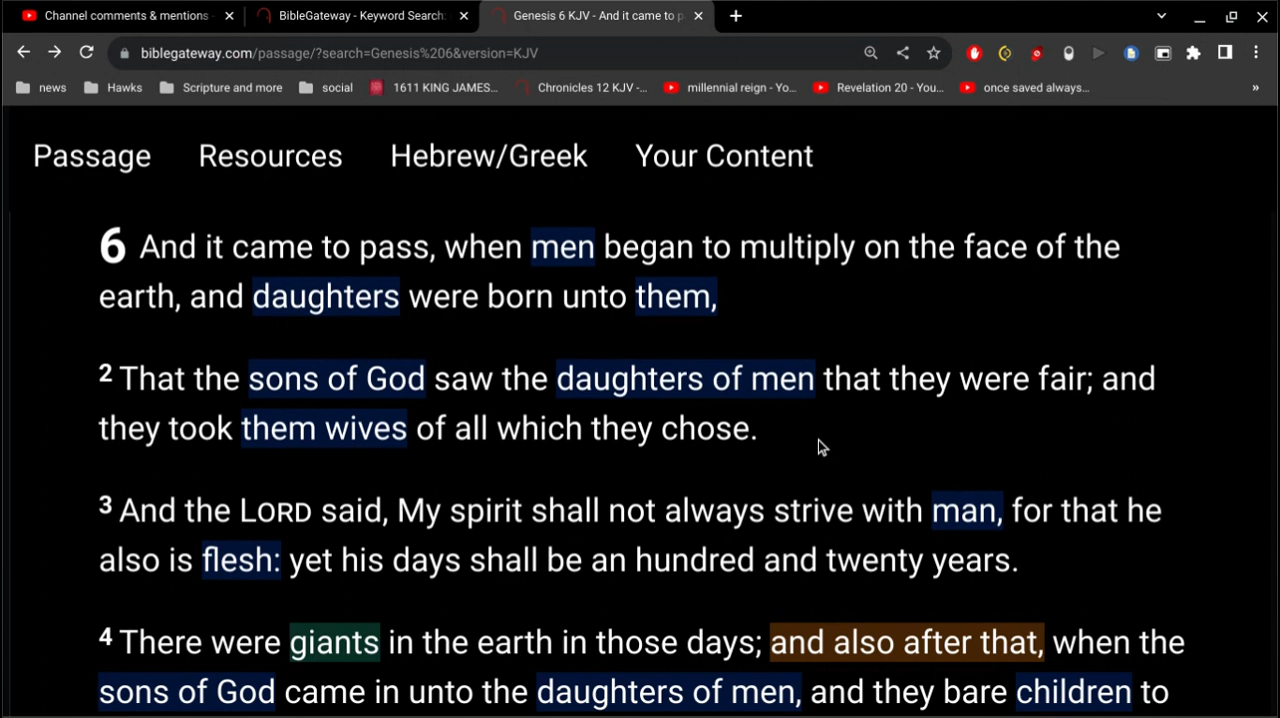 Channel comments & mentions
BibleGateway - Keyword Search:
Genesis 6 KJV - And it came to p
biblegateway.com/passage/?search=Genesis%206&version=KJV
news
Hawks
Scripture and more
social
1611 KING JAMES...
Chronicles 12 KJV -...
millennial reign - Yo...
Revelation 20 - You...
once saved always...
Passage
Resources
Hebrew/Greek
Your Content
6 And it came to pass, when men began to multiply on the face of the
earth, and daughters were born unto them,
2 That the sons of God saw the daughters of men that they were fair; and
they took them wives of all which they chose.
3 And the LORD said, My spirit shall not always strive with man, for that he
also is flesh: yet his days shall be an hundred and twenty years.
4 There were giants in the earth in those days; and also after that, when the
sons of God came in unto the daughters of men, and they bare children to